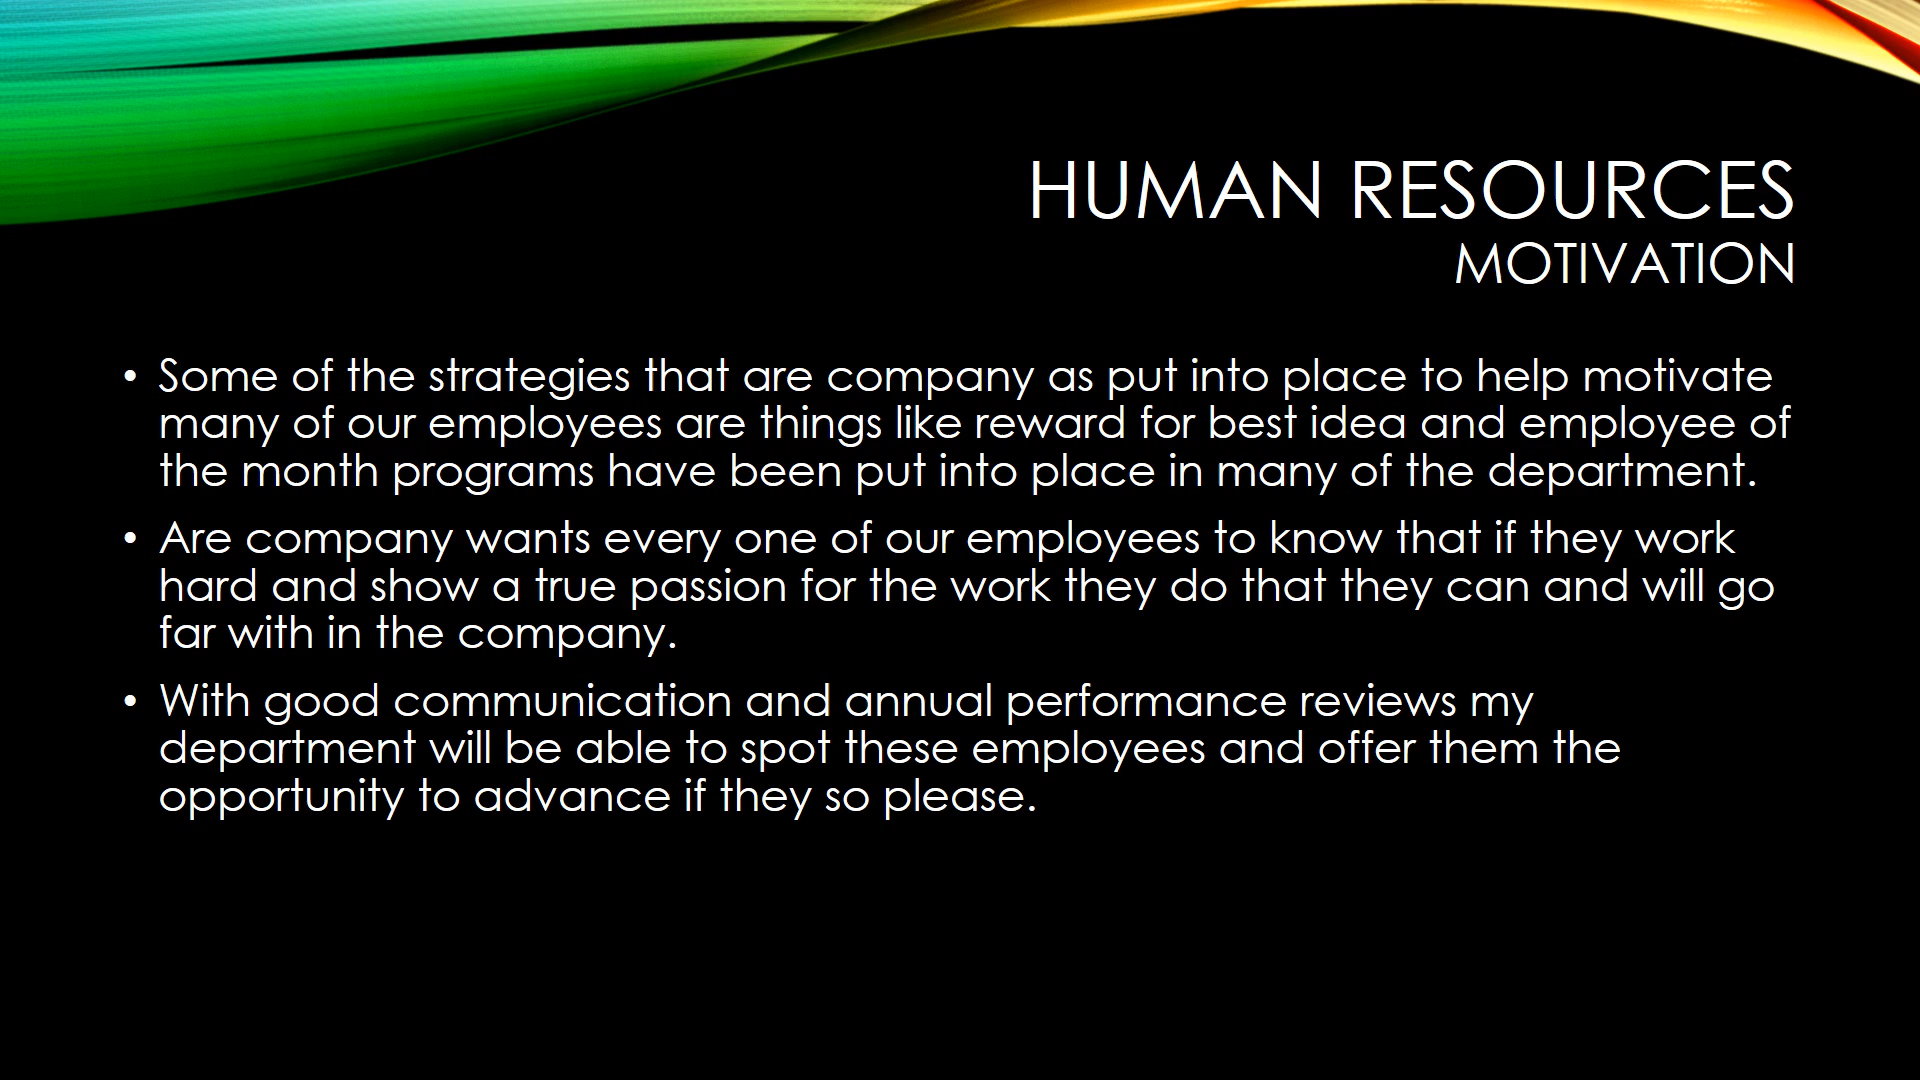 HUMAN RESOURCES
MOTIVATION
• Some of the strategies that are company as put into place to help motivate
many of our employees are things like reward for best idea and employee of
the month programs have been put into place in many of the department.
• Are company wants every one of our employees to know that if they work
hard and show a true passion for the work they do that they can and will go
far with in the company.
• With good communication and annual performance reviews my
department will be able to spot these employees and offer them the
opportunity to advance if they so please.